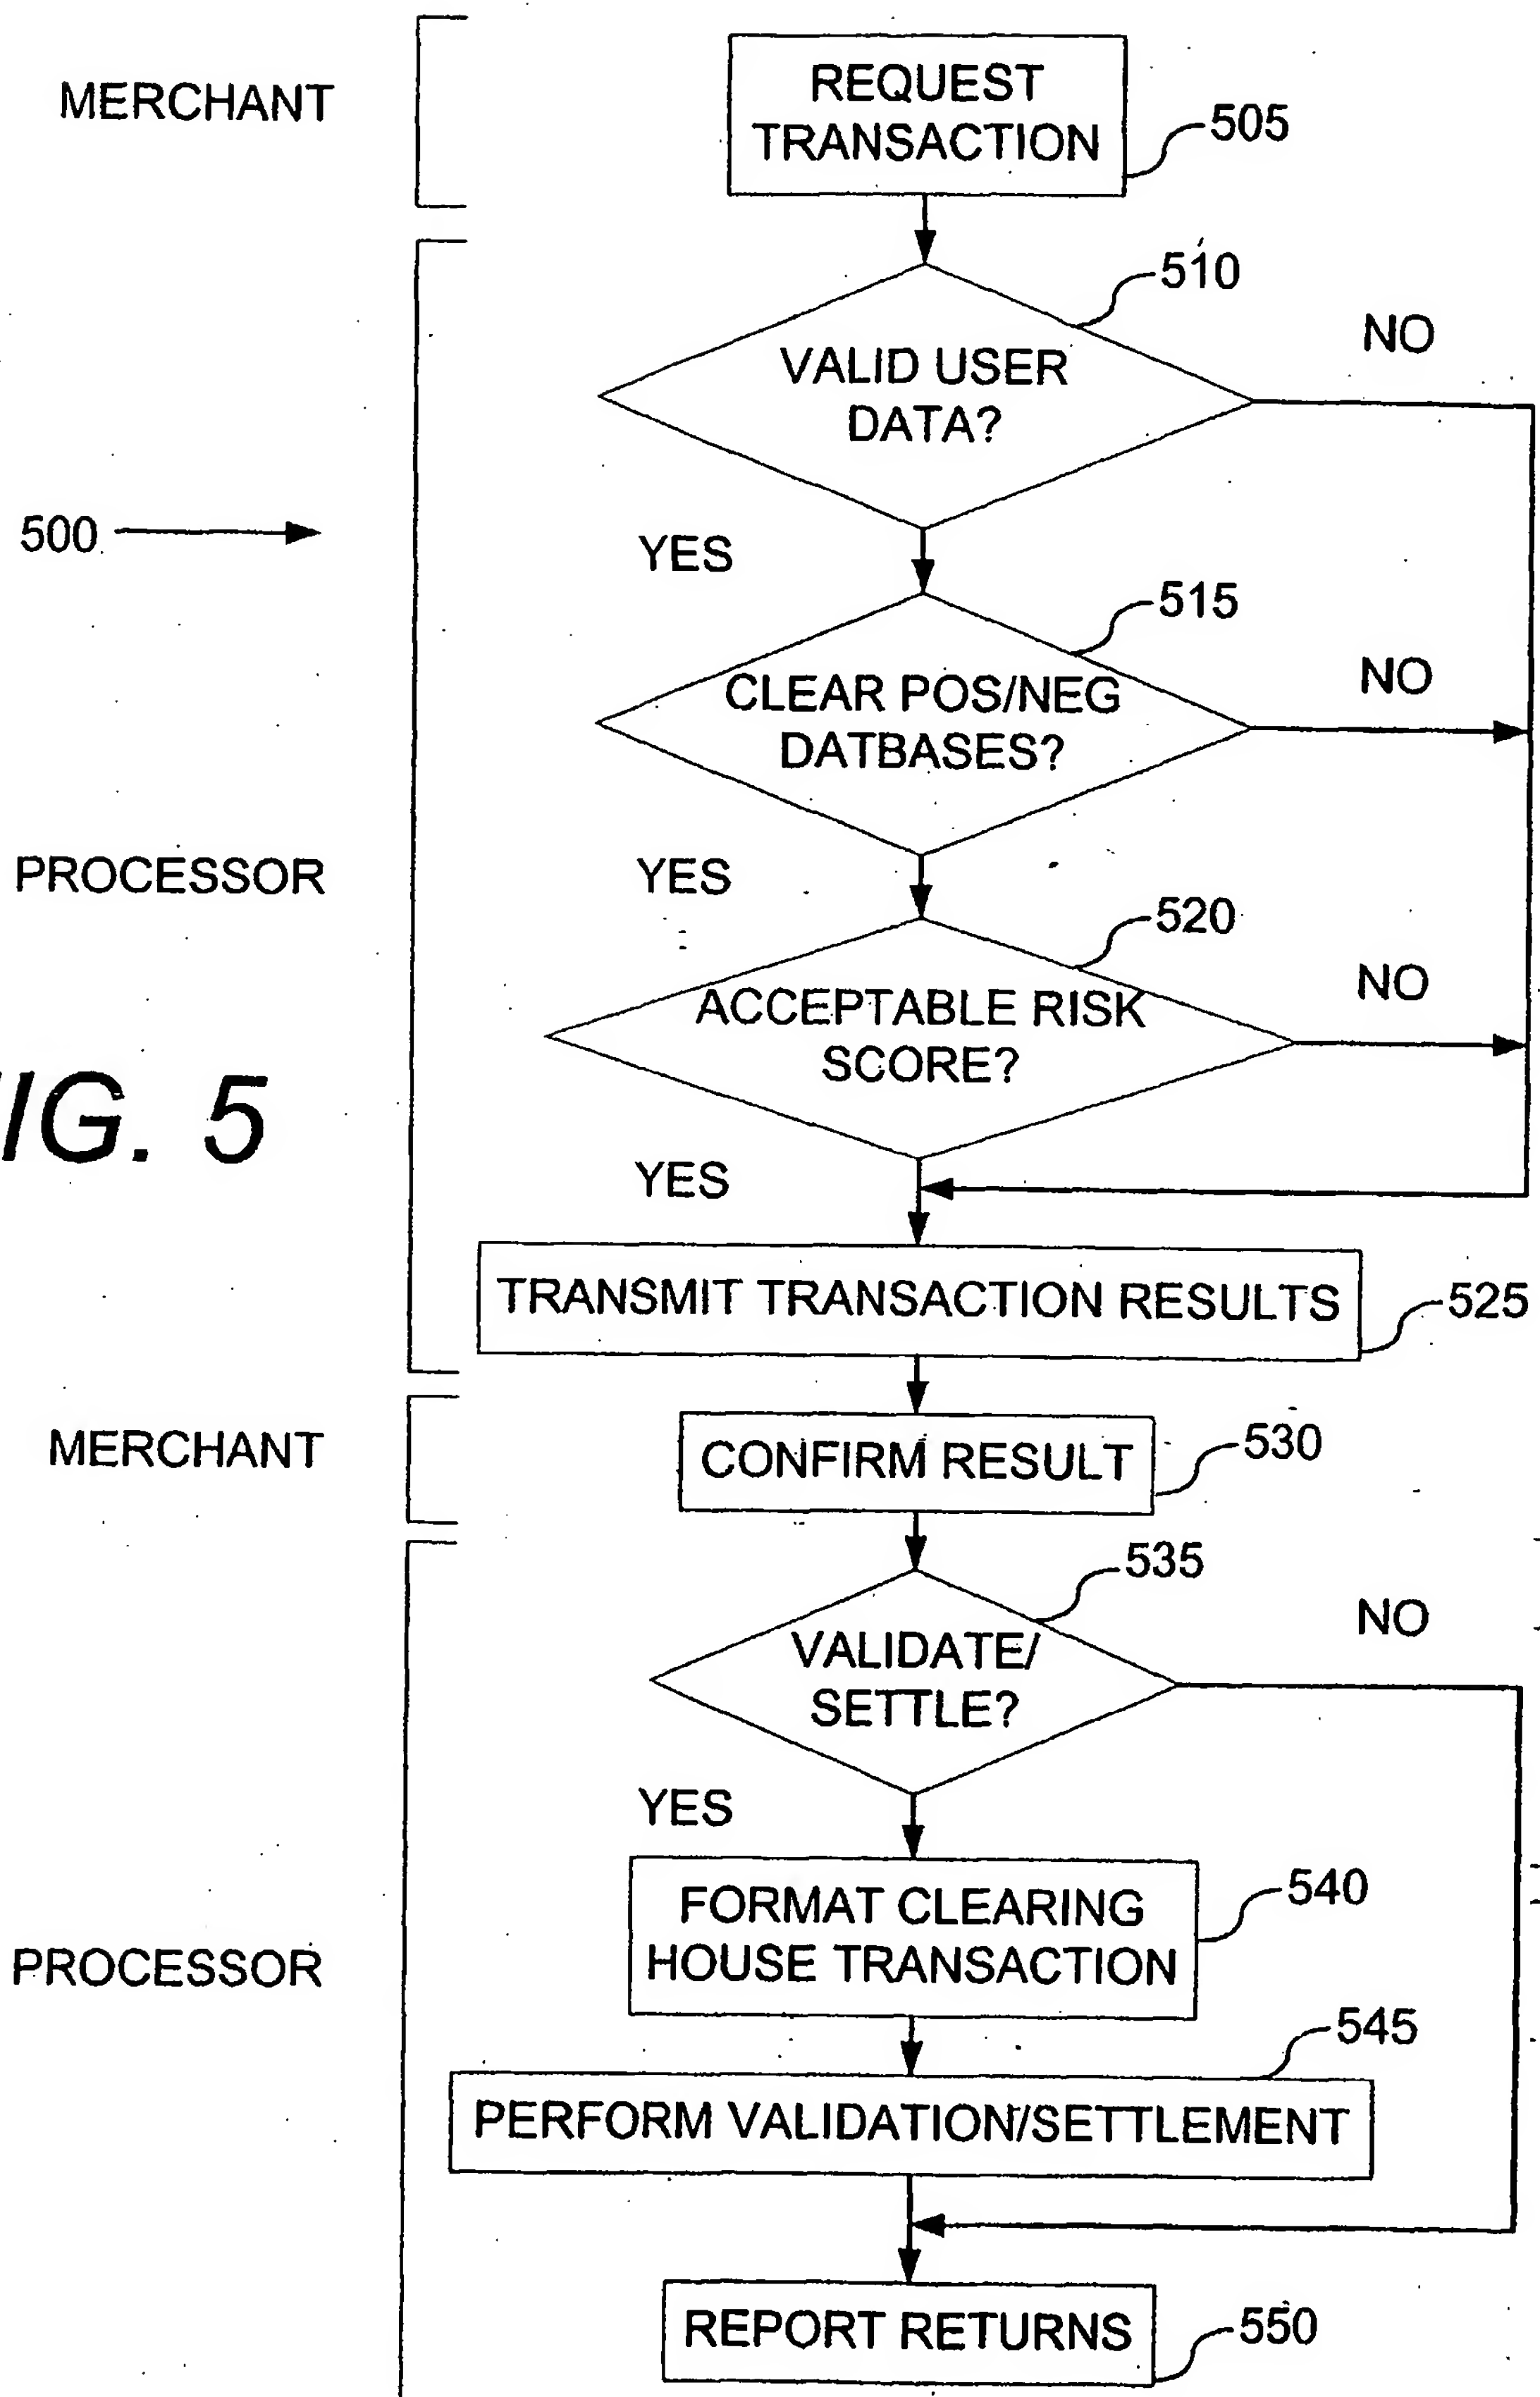 MERCHANT
REQUEST
TRANSACTION
505
510
VALID USER
DATA?
NO
500
YES
515
CLEAR POS/NEG
DATBASES?
NO
PROCESSOR
YES
520
ACCEPTABLE RISK
SCORE?
NO
IG. 5
YES
TRANSMIT TRANSACTION RESULTS
525
MERCHANT
CONFIRM RESULT
530
535
VALIDATE/
SETTLE?
NO
YES
FORMAT CLEARING
HOUSE TRANSACTION
540
PROCESSOR
545
PERFORM VALIDATION/SETTLEMENT
REPORT RETURNS
550